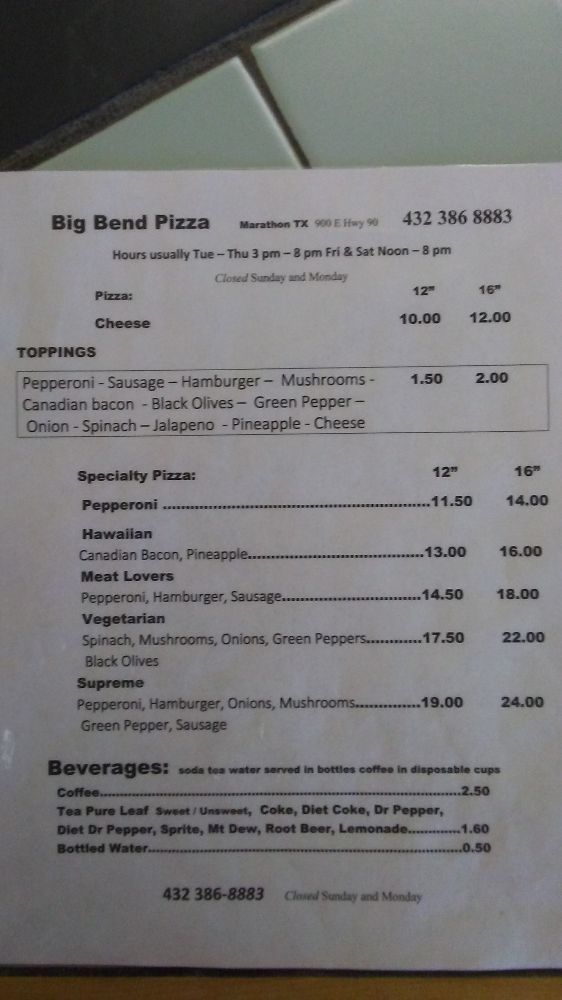 Big Bend Pizza Marathon TX 900 E Hwy 90 432 386 8883
Hours usually Tue – Thu 3 pm – 8 pm Fri & Sat Noon – 8 pm
Closed Sunday and Monday
Pizza: 12" 16"
Cheese 10.00 12.00
TOPPINGS
Pepperoni - Sausage – Hamburger – Mushrooms - 1.50 2.00
Canadian bacon - Black Olives – Green Pepper –
Onion - Spinach – Jalapeno - Pineapple - Cheese
Specialty Pizza: 12" 16"
Pepperoni ..........................................................11.50 14.00
Hawaiian
Canadian Bacon, Pineapple......................................13.00 16.00
Meat Lovers
Pepperoni, Hamburger, Sausage..............................14.50 18.00
Vegetarian
Spinach, Mushrooms, Onions, Green Peppers............17.50 22.00
Black Olives
Supreme
Pepperoni, Hamburger, Onions, Mushrooms..............19.00 24.00
Green Pepper, Sausage
Beverages: soda tea water served in bottles coffee in disposable cups
Coffee..............................................................................2.50
Tea Pure Leaf Sweet / Unsweet, Coke, Diet Coke, Dr Pepper,
Diet Dr Pepper, Sprite, Mt Dew, Root Beer, Lemonade............1.60
Bottled Water....................................................................0.50
432 386-8883 Closed Sunday and Monday